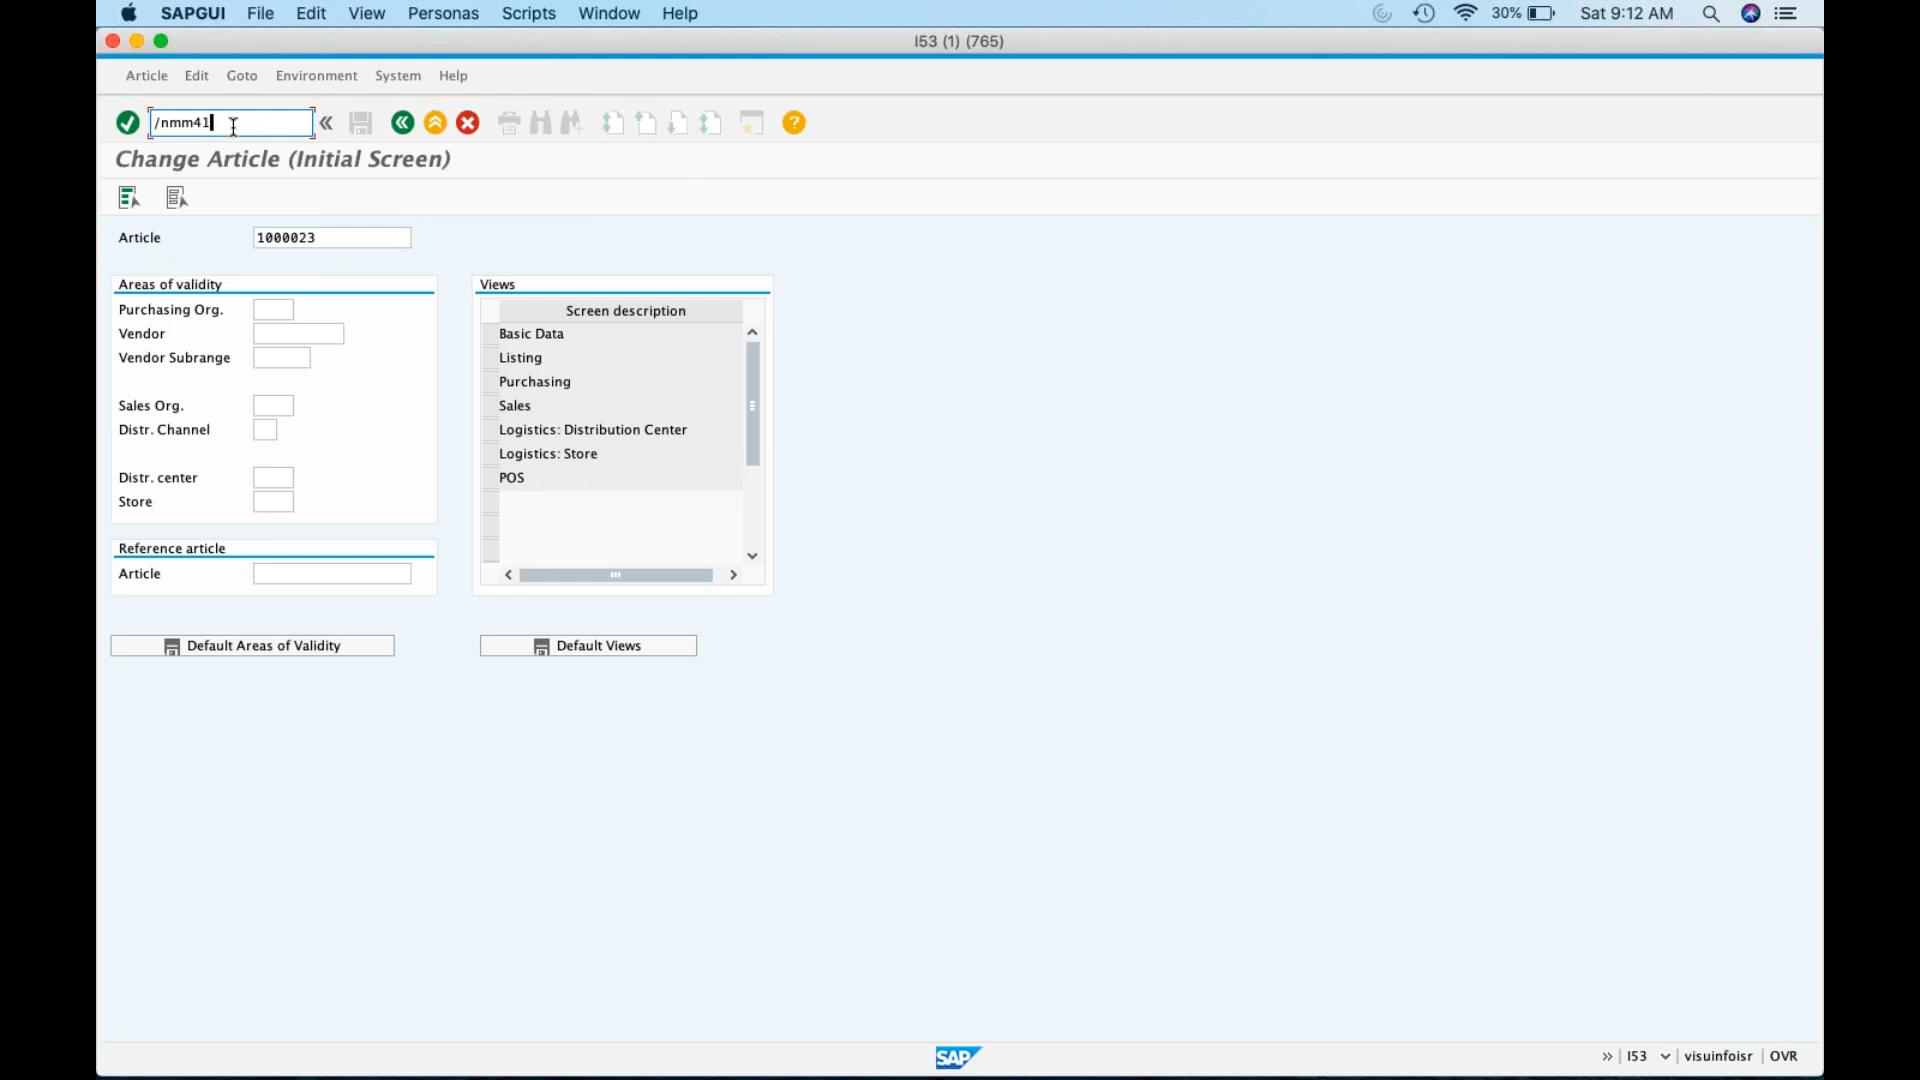 SAPGUI File Edit View Personas Scripts Window Help 30% Sat 9:12 AM
I53 (1) (765)
Article Edit Goto Environment System Help
/nmm41
Change Article (Initial Screen)
Article 1000023
Areas of validity
Purchasing Org.
Vendor
Vendor Subrange
Sales Org.
Distr. Channel
Distr. center
Store
Reference article
Article
Default Areas of Validity
Views
Screen description
Basic Data
Listing
Purchasing
Sales
Logistics: Distribution Center
Logistics: Store
POS
Default Views
SAP
I53 visuinfoisr OVR